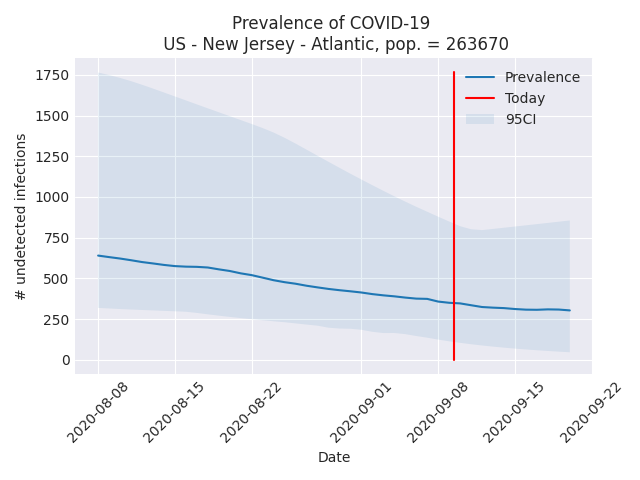 Prevalence of COVID-19
US - New Jersey - Atlantic, pop. = 263670
Prevalence
Today
95CI
1750
1500
1250
1000
750
500
250
0
# undetected infections
2020-08-08
2020-08-15
2020-08-22
2020-09-01
2020-09-08
2020-09-15
2020-09-22
Date